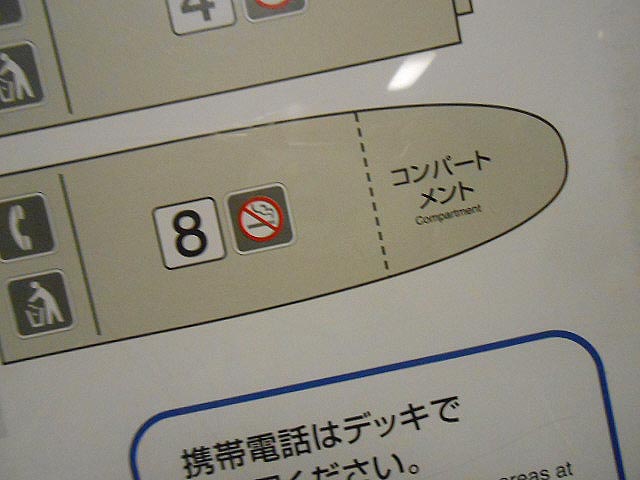 4
8
コンパート
メント
Compartment
携帯電話はデッキで
ください。
areas at